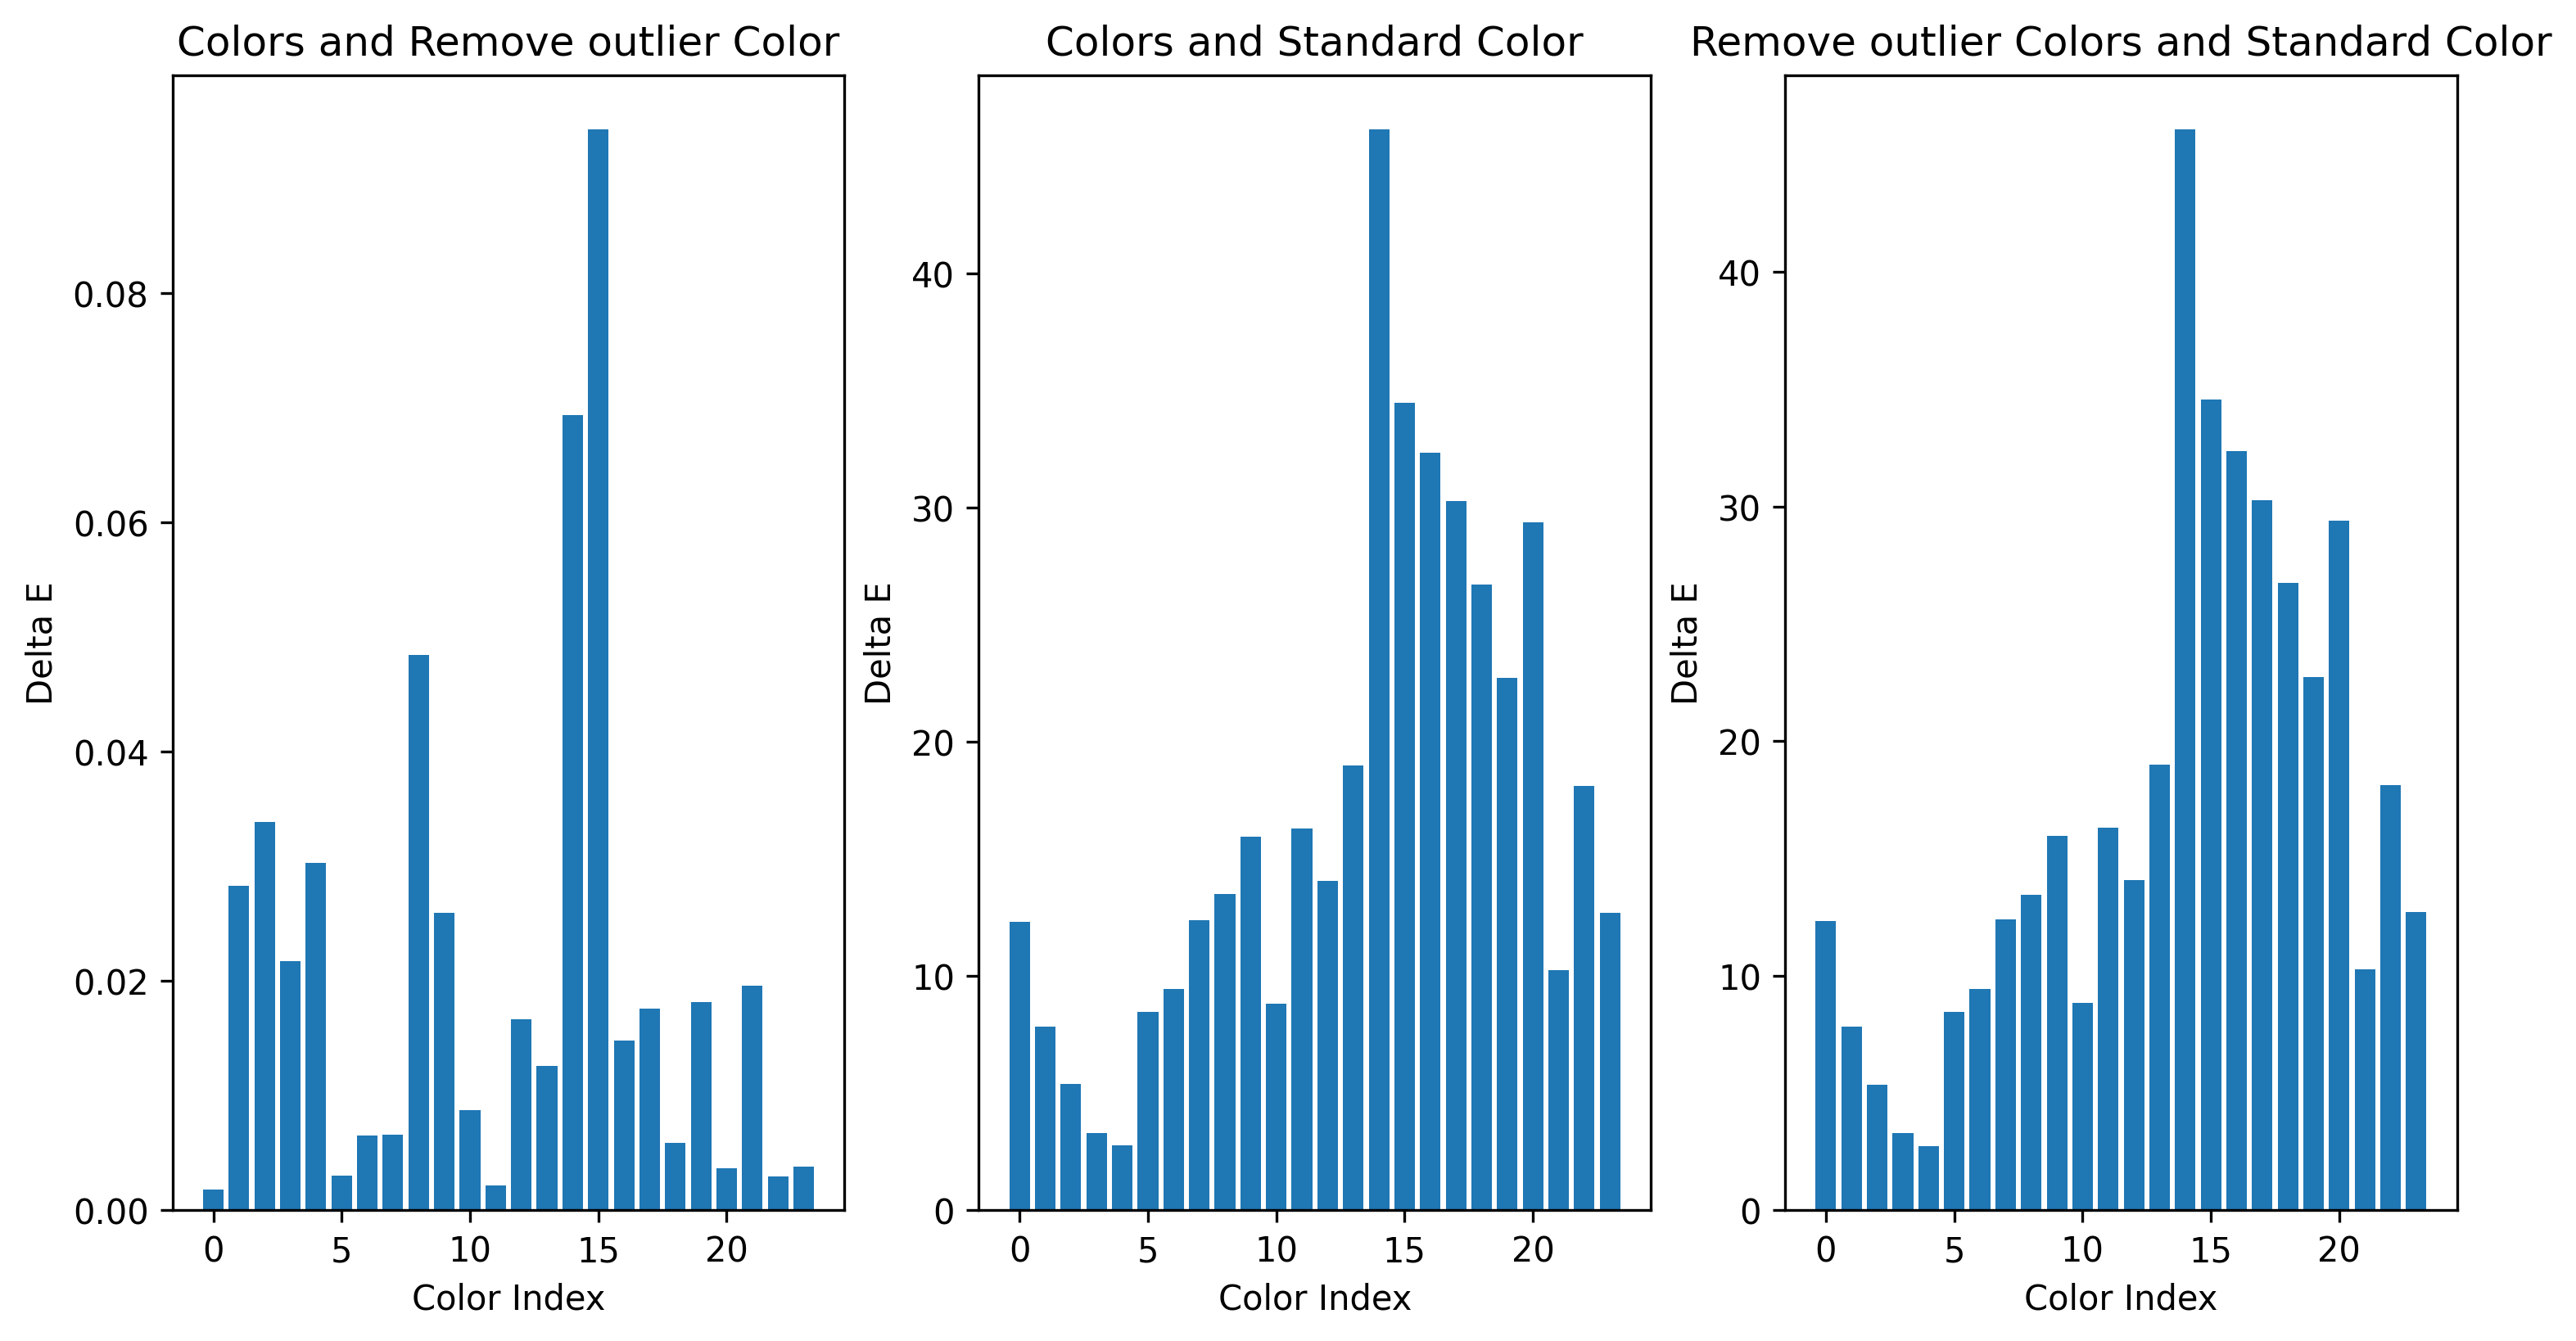 Colors and Remove outlier Color
Delta E
0.08
0.06
0.04
0.02
0.00
0 5 10 15 20
Color Index
Colors and Standard Color
Delta E
40
30
20
10
0
0 5 10 15 20
Color Index
Remove outlier Colors and Standard Color
Delta E
40
30
20
10
0
0 5 10 15 20
Color Index